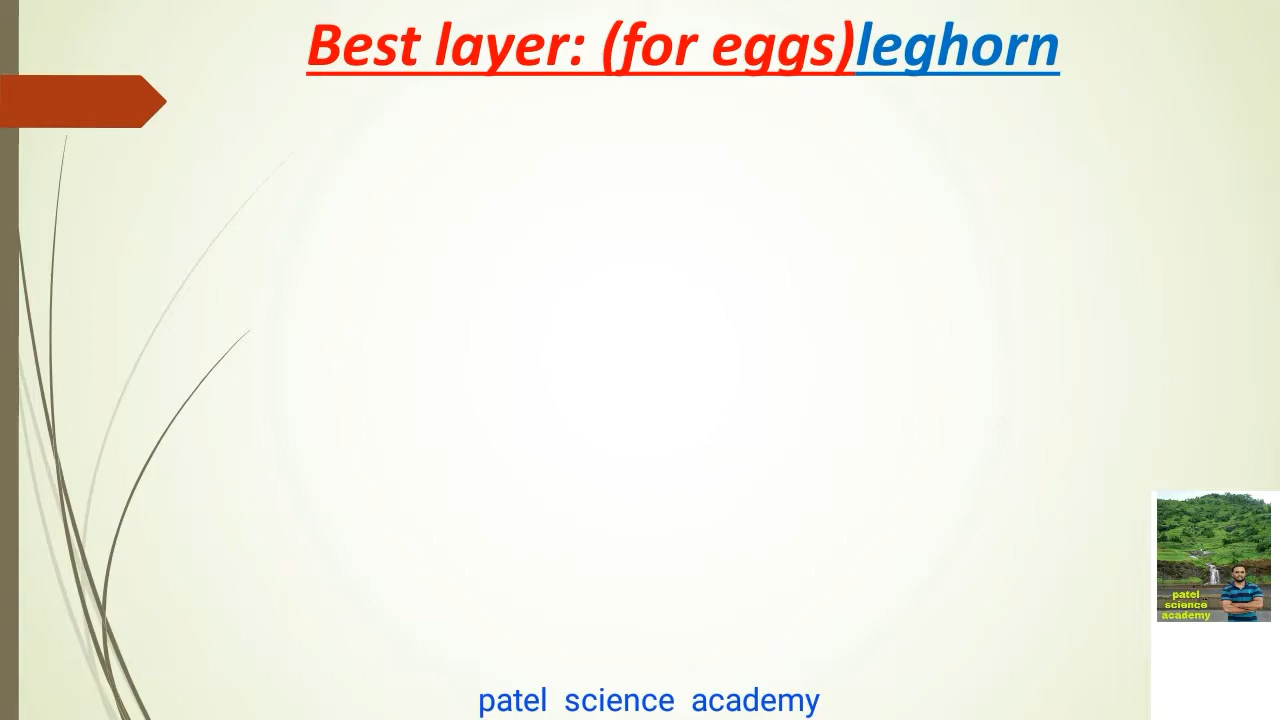 Best layer: (for eggs)leghorn
patel
science
academy
patel science academy